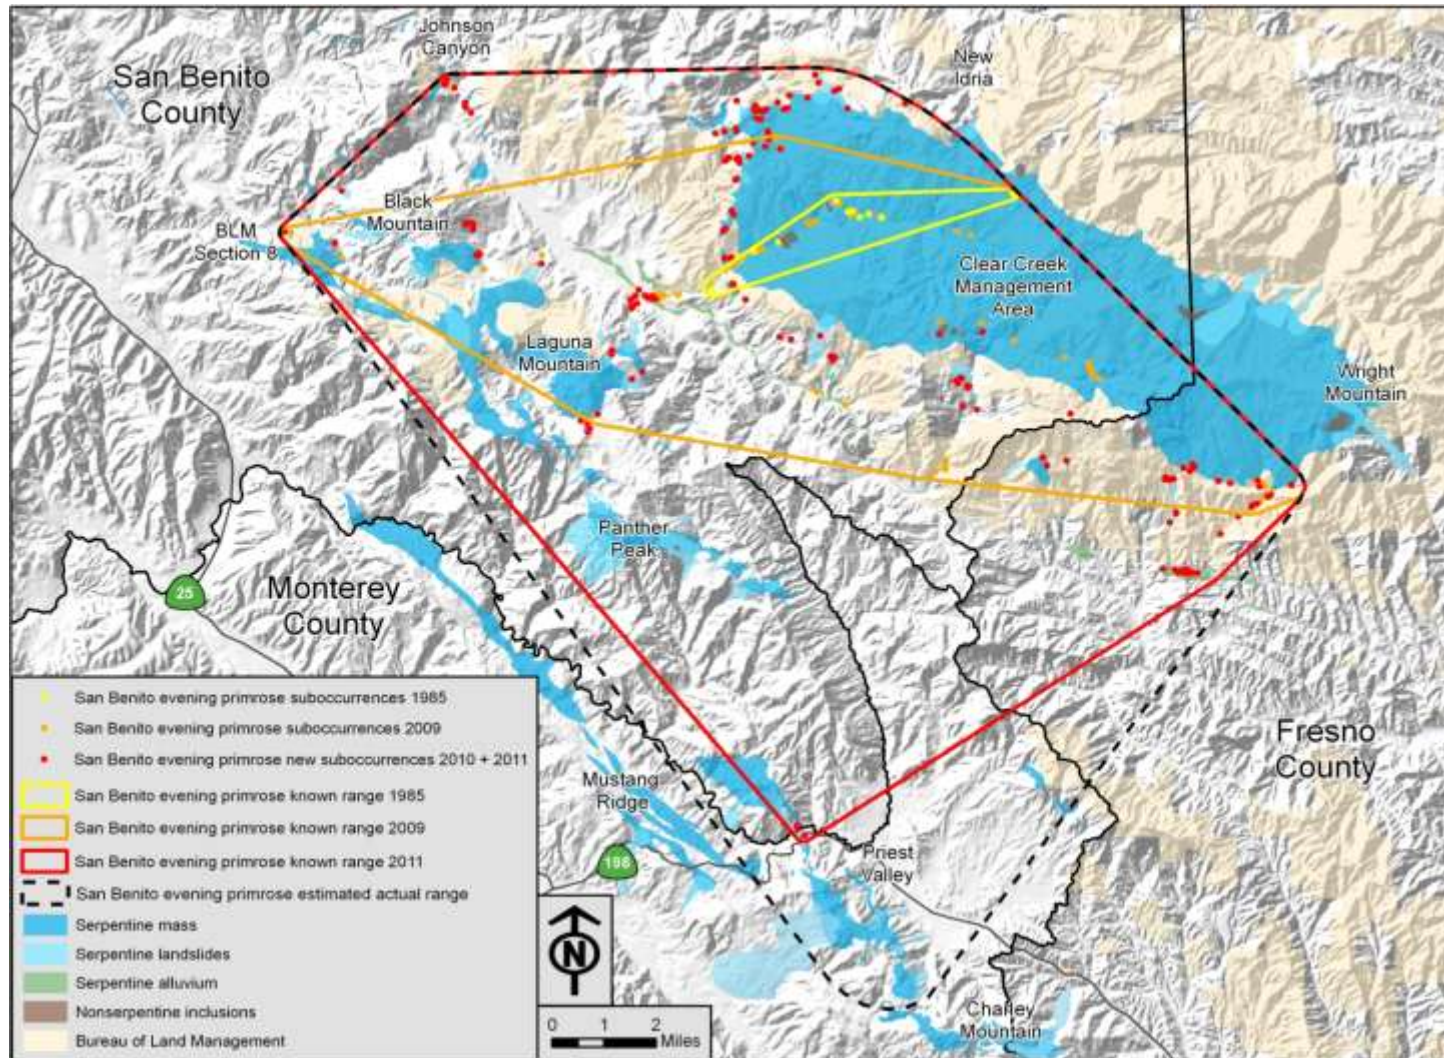 Johnson
Canyon
San Benito
County
New
Idria
Black
Mountain
BLM
Section 8
Clear Creek
Management
Area
Laguna
Mountain
Wright
Mountain
Panther
Peak
25
Monterey
County
San Benito evening primrose suboccurrences 1985
San Benito evening primrose suboccurrences 2009
San Benito evening primrose new suboccurrences 2010 + 2011
San Benito evening primrose known range 1985
San Benito evening primrose known range 2009
San Benito evening primrose known range 2011
San Benito evening primrose estimated actual range
Serpentine mass
Serpentine landslides
Serpentine alluvium
Nonserpentine inclusions
Bureau of Land Management
Mustang
Ridge
198
Priest
Valley
Fresno
County
N
0 1 2
Miles
Charley
Mountain